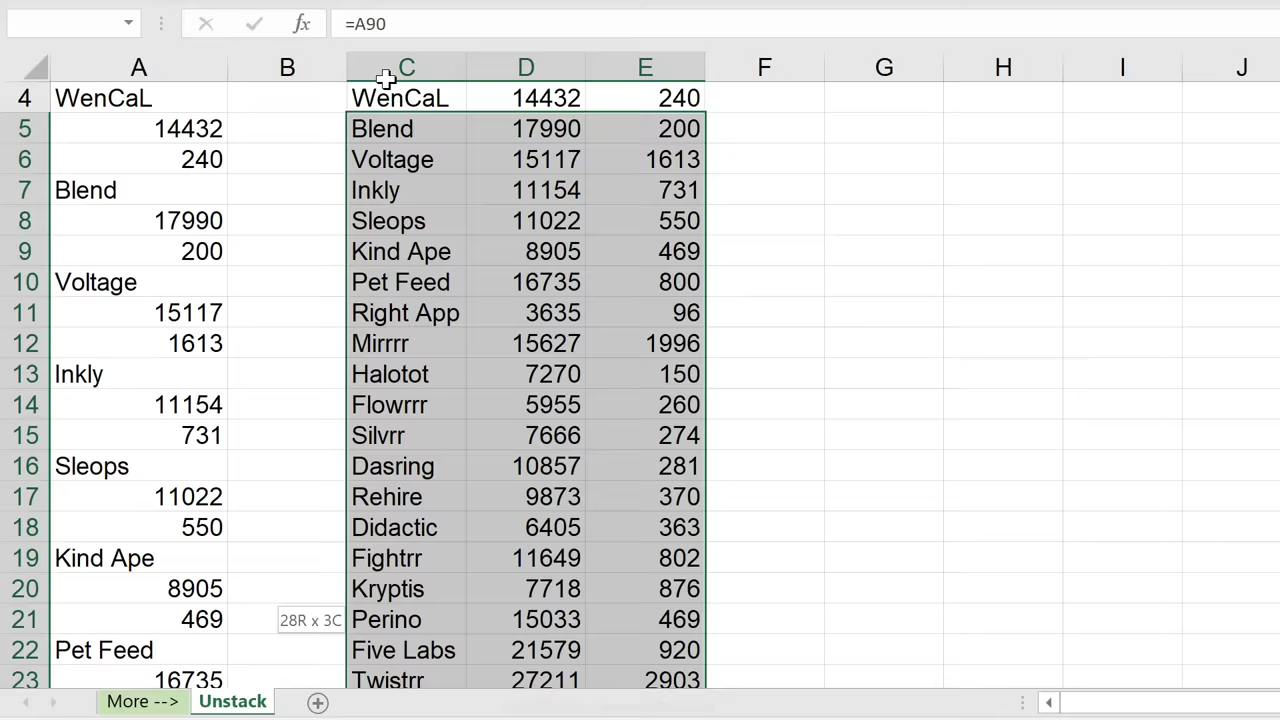 fx =A90
A B C D E F G H I J
4 WenCaL WenCaL 14432 240
5 14432 Blend 17990 200
6 240 Voltage 15117 1613
7 Blend Inkly 11154 731
8 17990 Sleops 11022 550
9 200 Kind Ape 8905 469
10 Voltage Pet Feed 16735 800
11 15117 Right App 3635 96
12 1613 Mirrrr 15627 1996
13 Inkly Halotot 7270 150
14 11154 Flowrrr 5955 260
15 731 Silvrr 7666 274
16 Sleops Dasring 10857 281
17 11022 Rehire 9873 370
18 550 Didactic 6405 363
19 Kind Ape Fightrr 11649 802
20 8905 Kryptis 7718 876
21 469 28R x 3C Perino 15033 469
22 Pet Feed Five Labs 21579 920
23 16735 Twistrr 27211 2903
More --> Unstack